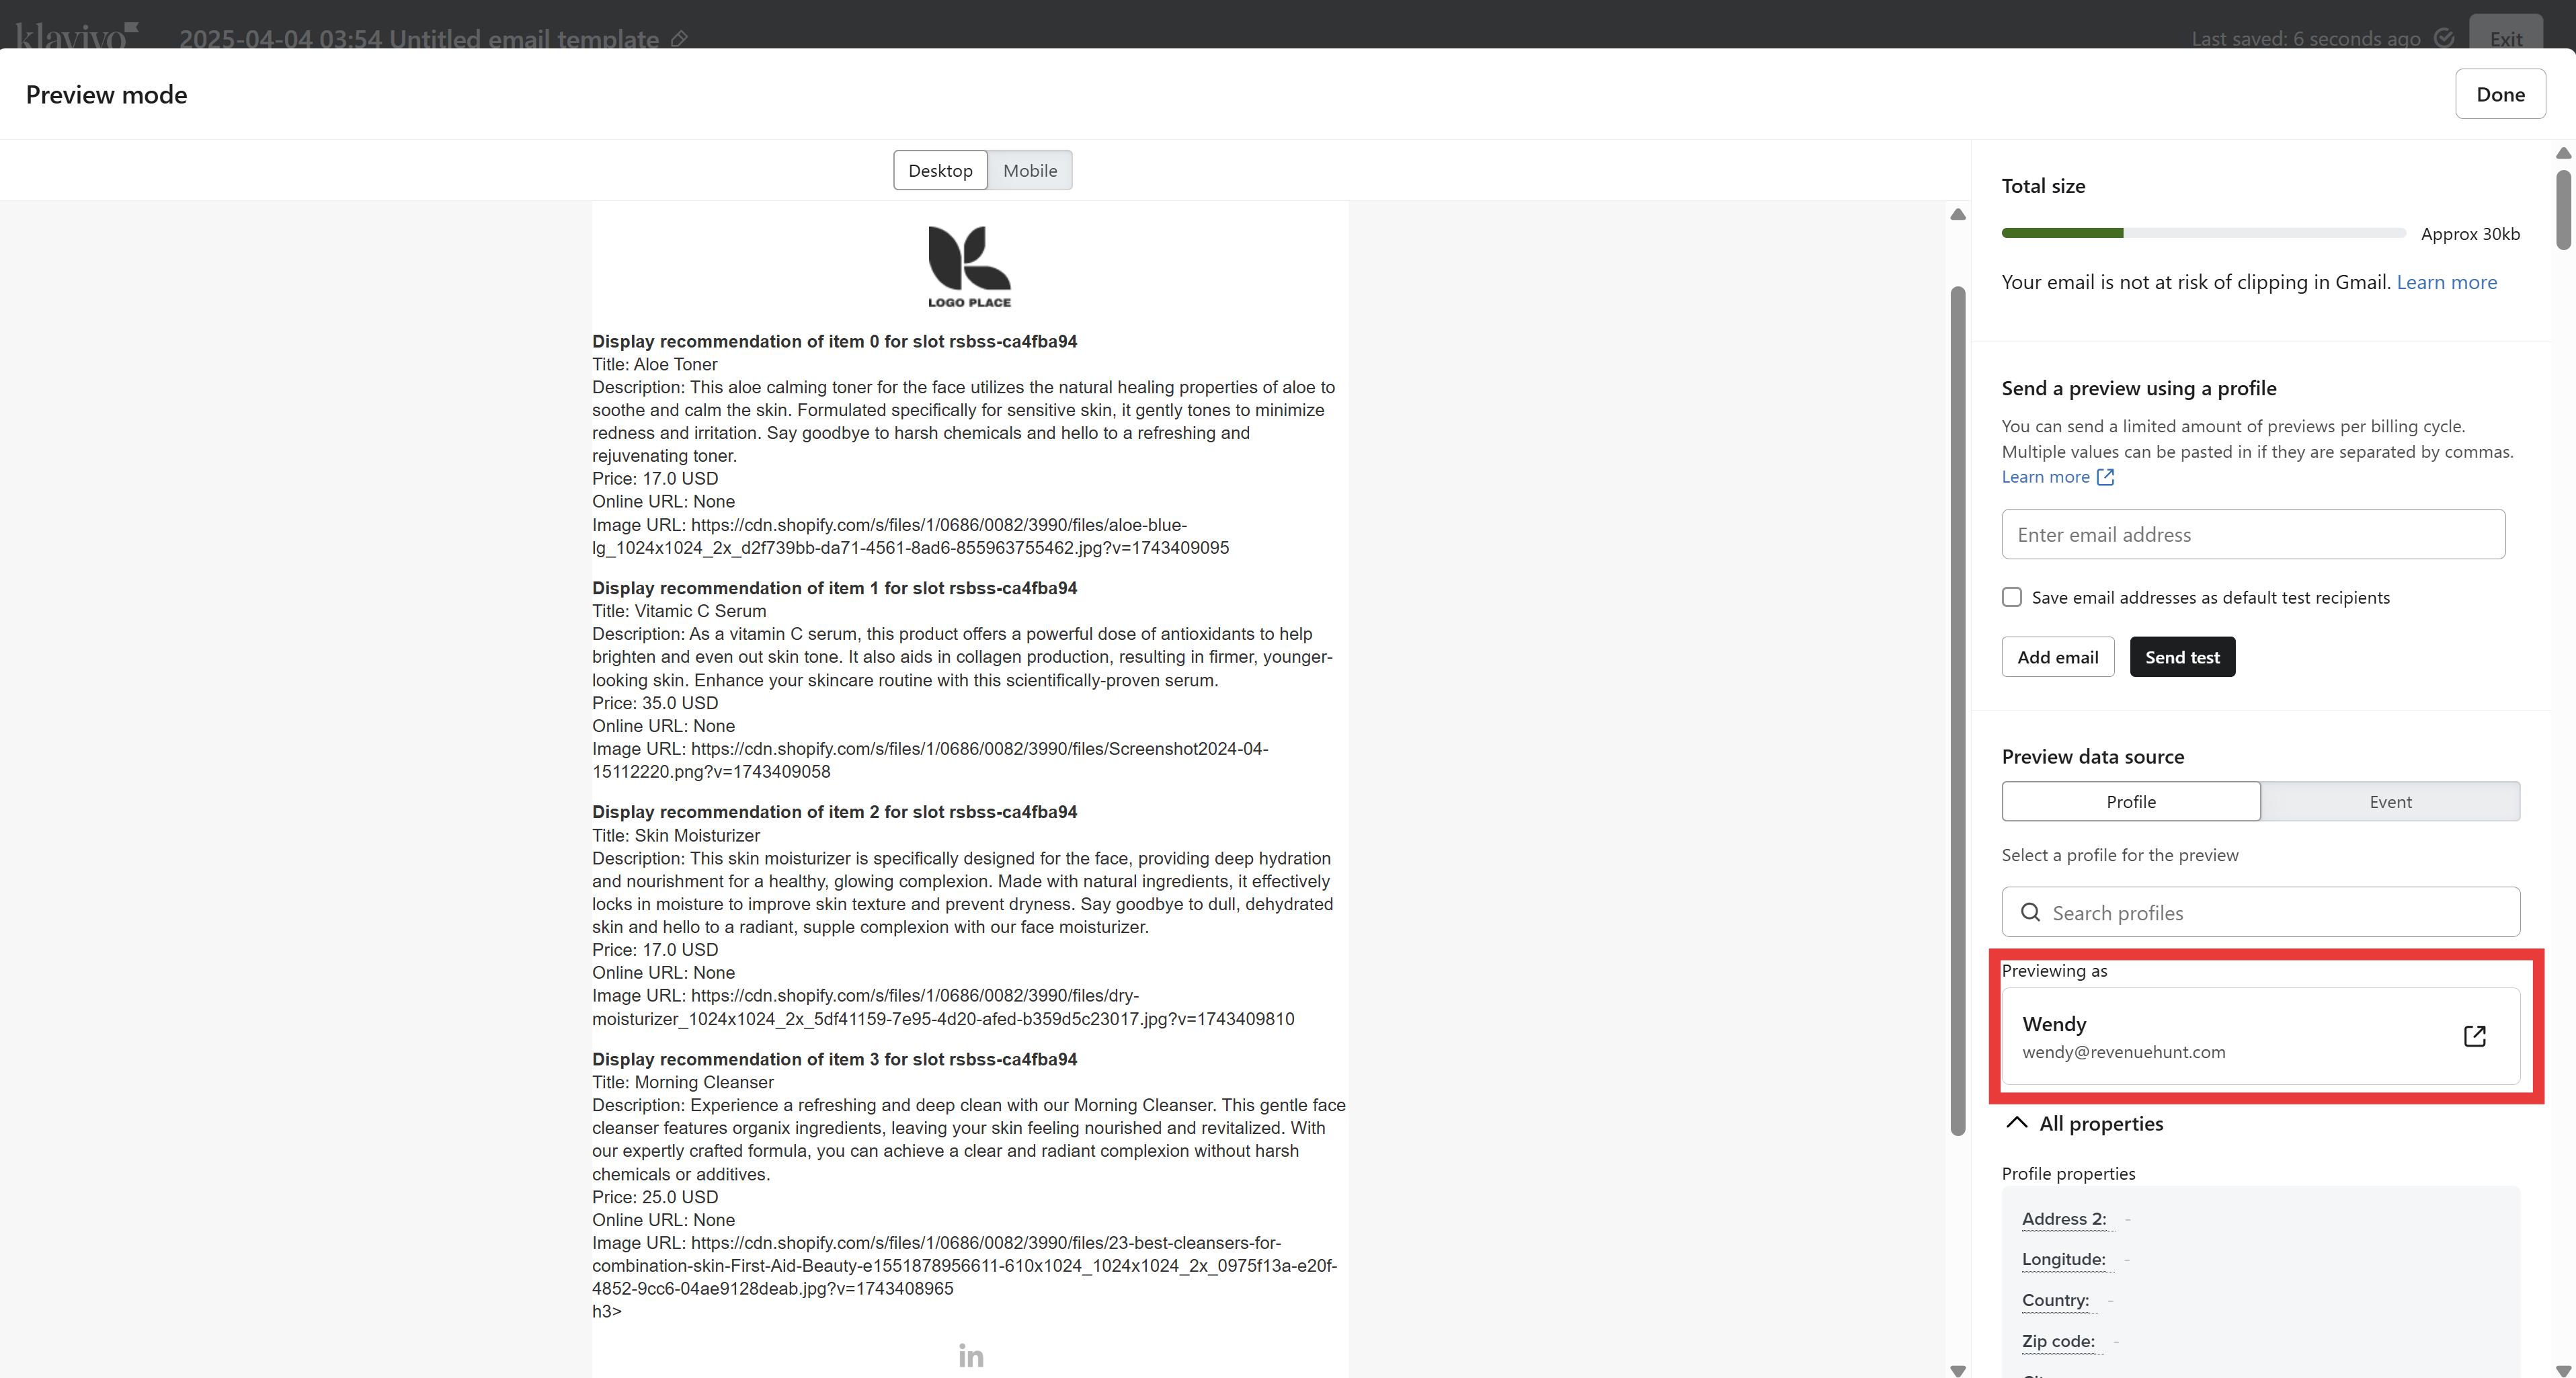 klaviyo
2025-04-04 03:54 Untitled email template
Last saved: 6 seconds ago
Exit
Preview mode
Done
Desktop
Mobile
LOGO PLACE
Display recommendation of item 0 for slot rsbss-ca4fba94
Title: Aloe Toner
Description: This aloe calming toner for the face utilizes the natural healing properties of aloe to
soothe and calm the skin. Formulated specifically for sensitive skin, it gently tones to minimize
redness and irritation. Say goodbye to harsh chemicals and hello to a refreshing and
rejuvenating toner.
Price: 17.0 USD
Online URL: None
Image URL: https://cdn.shopify.com/s/files/1/0686/0082/3990/files/aloe-blue-
lg_1024x1024_2x_d2f739bb-da71-4561-8ad6-855963755462.jpg?v=1743409095
Display recommendation of item 1 for slot rsbss-ca4fba94
Title: Vitamic C Serum
Description: As a vitamin C serum, this product offers a powerful dose of antioxidants to help
brighten and even out skin tone. It also aids in collagen production, resulting in firmer, younger-
looking skin. Enhance your skincare routine with this scientifically-proven serum.
Price: 35.0 USD
Online URL: None
Image URL: https://cdn.shopify.com/s/files/1/0686/0082/3990/files/Screenshot2024-04-
15112220.png?v=1743409058
Display recommendation of item 2 for slot rsbss-ca4fba94
Title: Skin Moisturizer
Description: This skin moisturizer is specifically designed for the face, providing deep hydration
and nourishment for a healthy, glowing complexion. Made with natural ingredients, it effectively
locks in moisture to improve skin texture and prevent dryness. Say goodbye to dull, dehydrated
skin and hello to a radiant, supple complexion with our face moisturizer.
Price: 17.0 USD
Online URL: None
Image URL: https://cdn.shopify.com/s/files/1/0686/0082/3990/files/dry-
moisturizer_1024x1024_2x_5df41159-7e95-4d20-afed-b359d5c23017.jpg?v=1743409810
Display recommendation of item 3 for slot rsbss-ca4fba94
Title: Morning Cleanser
Description: Experience a refreshing and deep clean with our Morning Cleanser. This gentle face
cleanser features organix ingredients, leaving your skin feeling nourished and revitalized. With
our expertly crafted formula, you can achieve a clear and radiant complexion without harsh
chemicals or additives.
Price: 25.0 USD
Online URL: None
Image URL: https://cdn.shopify.com/s/files/1/0686/0082/3990/files/23-best-cleansers-for-
combination-skin-First-Aid-Beauty-e1551878956611-610x1024_1024x1024_2x_0975f13a-e20f-
4852-9cc6-04ae9128deab.jpg?v=1743408965
h3>
in
Total size
Approx 30kb
Your email is not at risk of clipping in Gmail. Learn more
Send a preview using a profile
You can send a limited amount of previews per billing cycle.
Multiple values can be pasted in if they are separated by commas.
Learn more
Enter email address
Save email addresses as default test recipients
Add email
Send test
Preview data source
Profile
Event
Select a profile for the preview
Search profiles
Previewing as
Wendy
wendy@revenuehunt.com
All properties
Profile properties
Address 2: -
Longitude: -
Country: -
Zip code: -